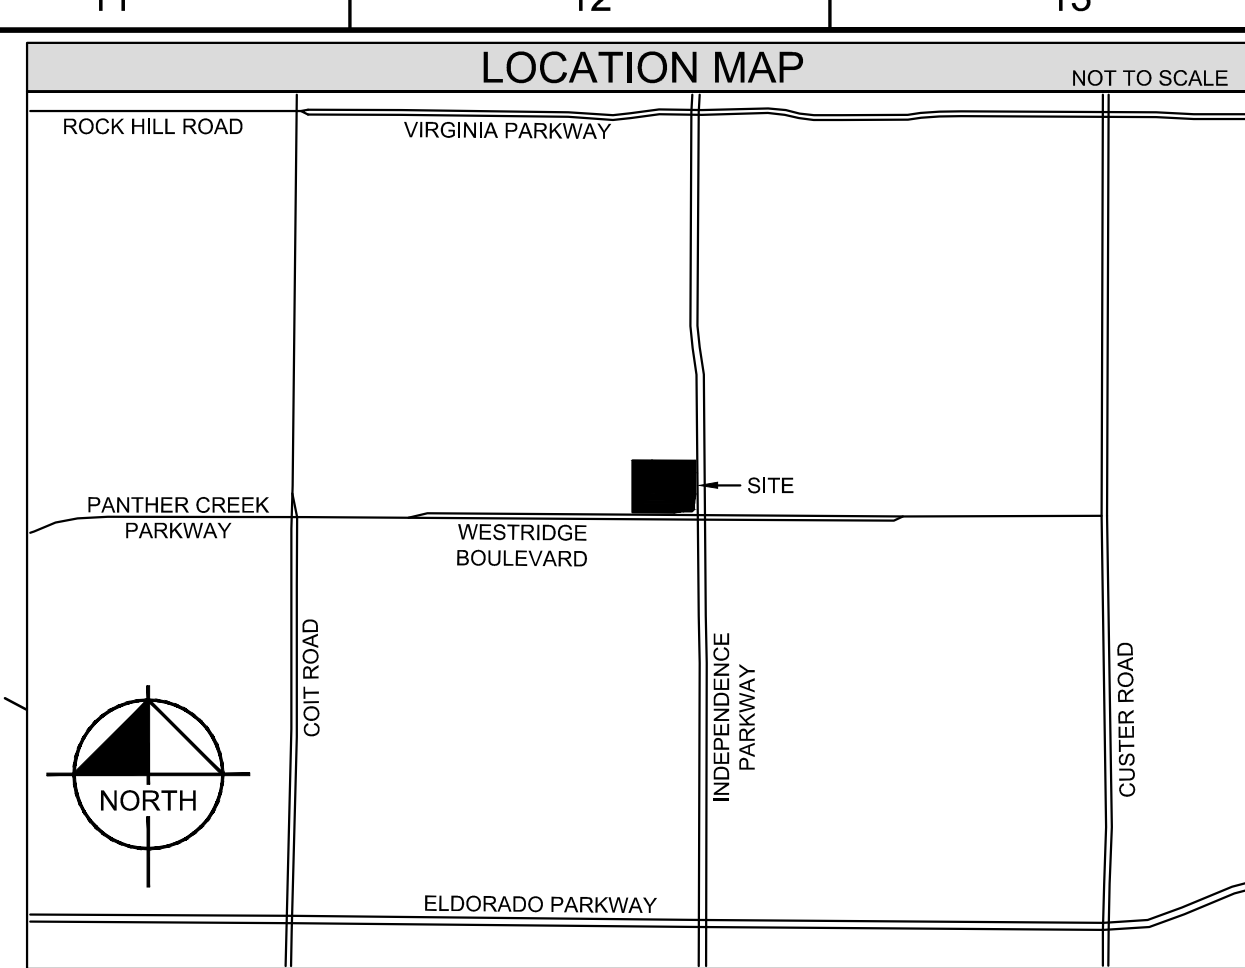 12
LOCATION MAP
NOT TO SCALE
ROCK HILL ROAD
VIRGINIA PARKWAY
SITE
PANTHER CREEK
PARKWAY
WESTRIDGE
BOULEVARD
COIT ROAD
INDEPENDENCE
PARKWAY
CUSTER ROAD
NORTH
ELDORADO PARKWAY